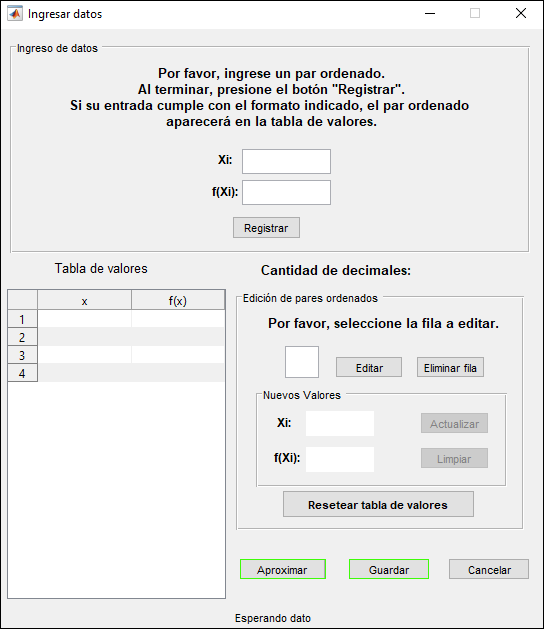 Ingresar datos
Ingreso de datos
Por favor, ingrese un par ordenado.
Al terminar, presione el botón "Registrar".
Si su entrada cumple con el formato indicado, el par ordenado
aparecerá en la tabla de valores.
Xi:
f(Xi):
Registrar
Tabla de valores
x f(x)
1
2
3
4
Cantidad de decimales:
Edición de pares ordenados
Por favor, seleccione la fila a editar.
Editar Eliminar fila
Nuevos Valores
Xi: Actualizar
f(Xi): Limpiar
Resetear tabla de valores
Aproximar Guardar Cancelar
Esperando dato